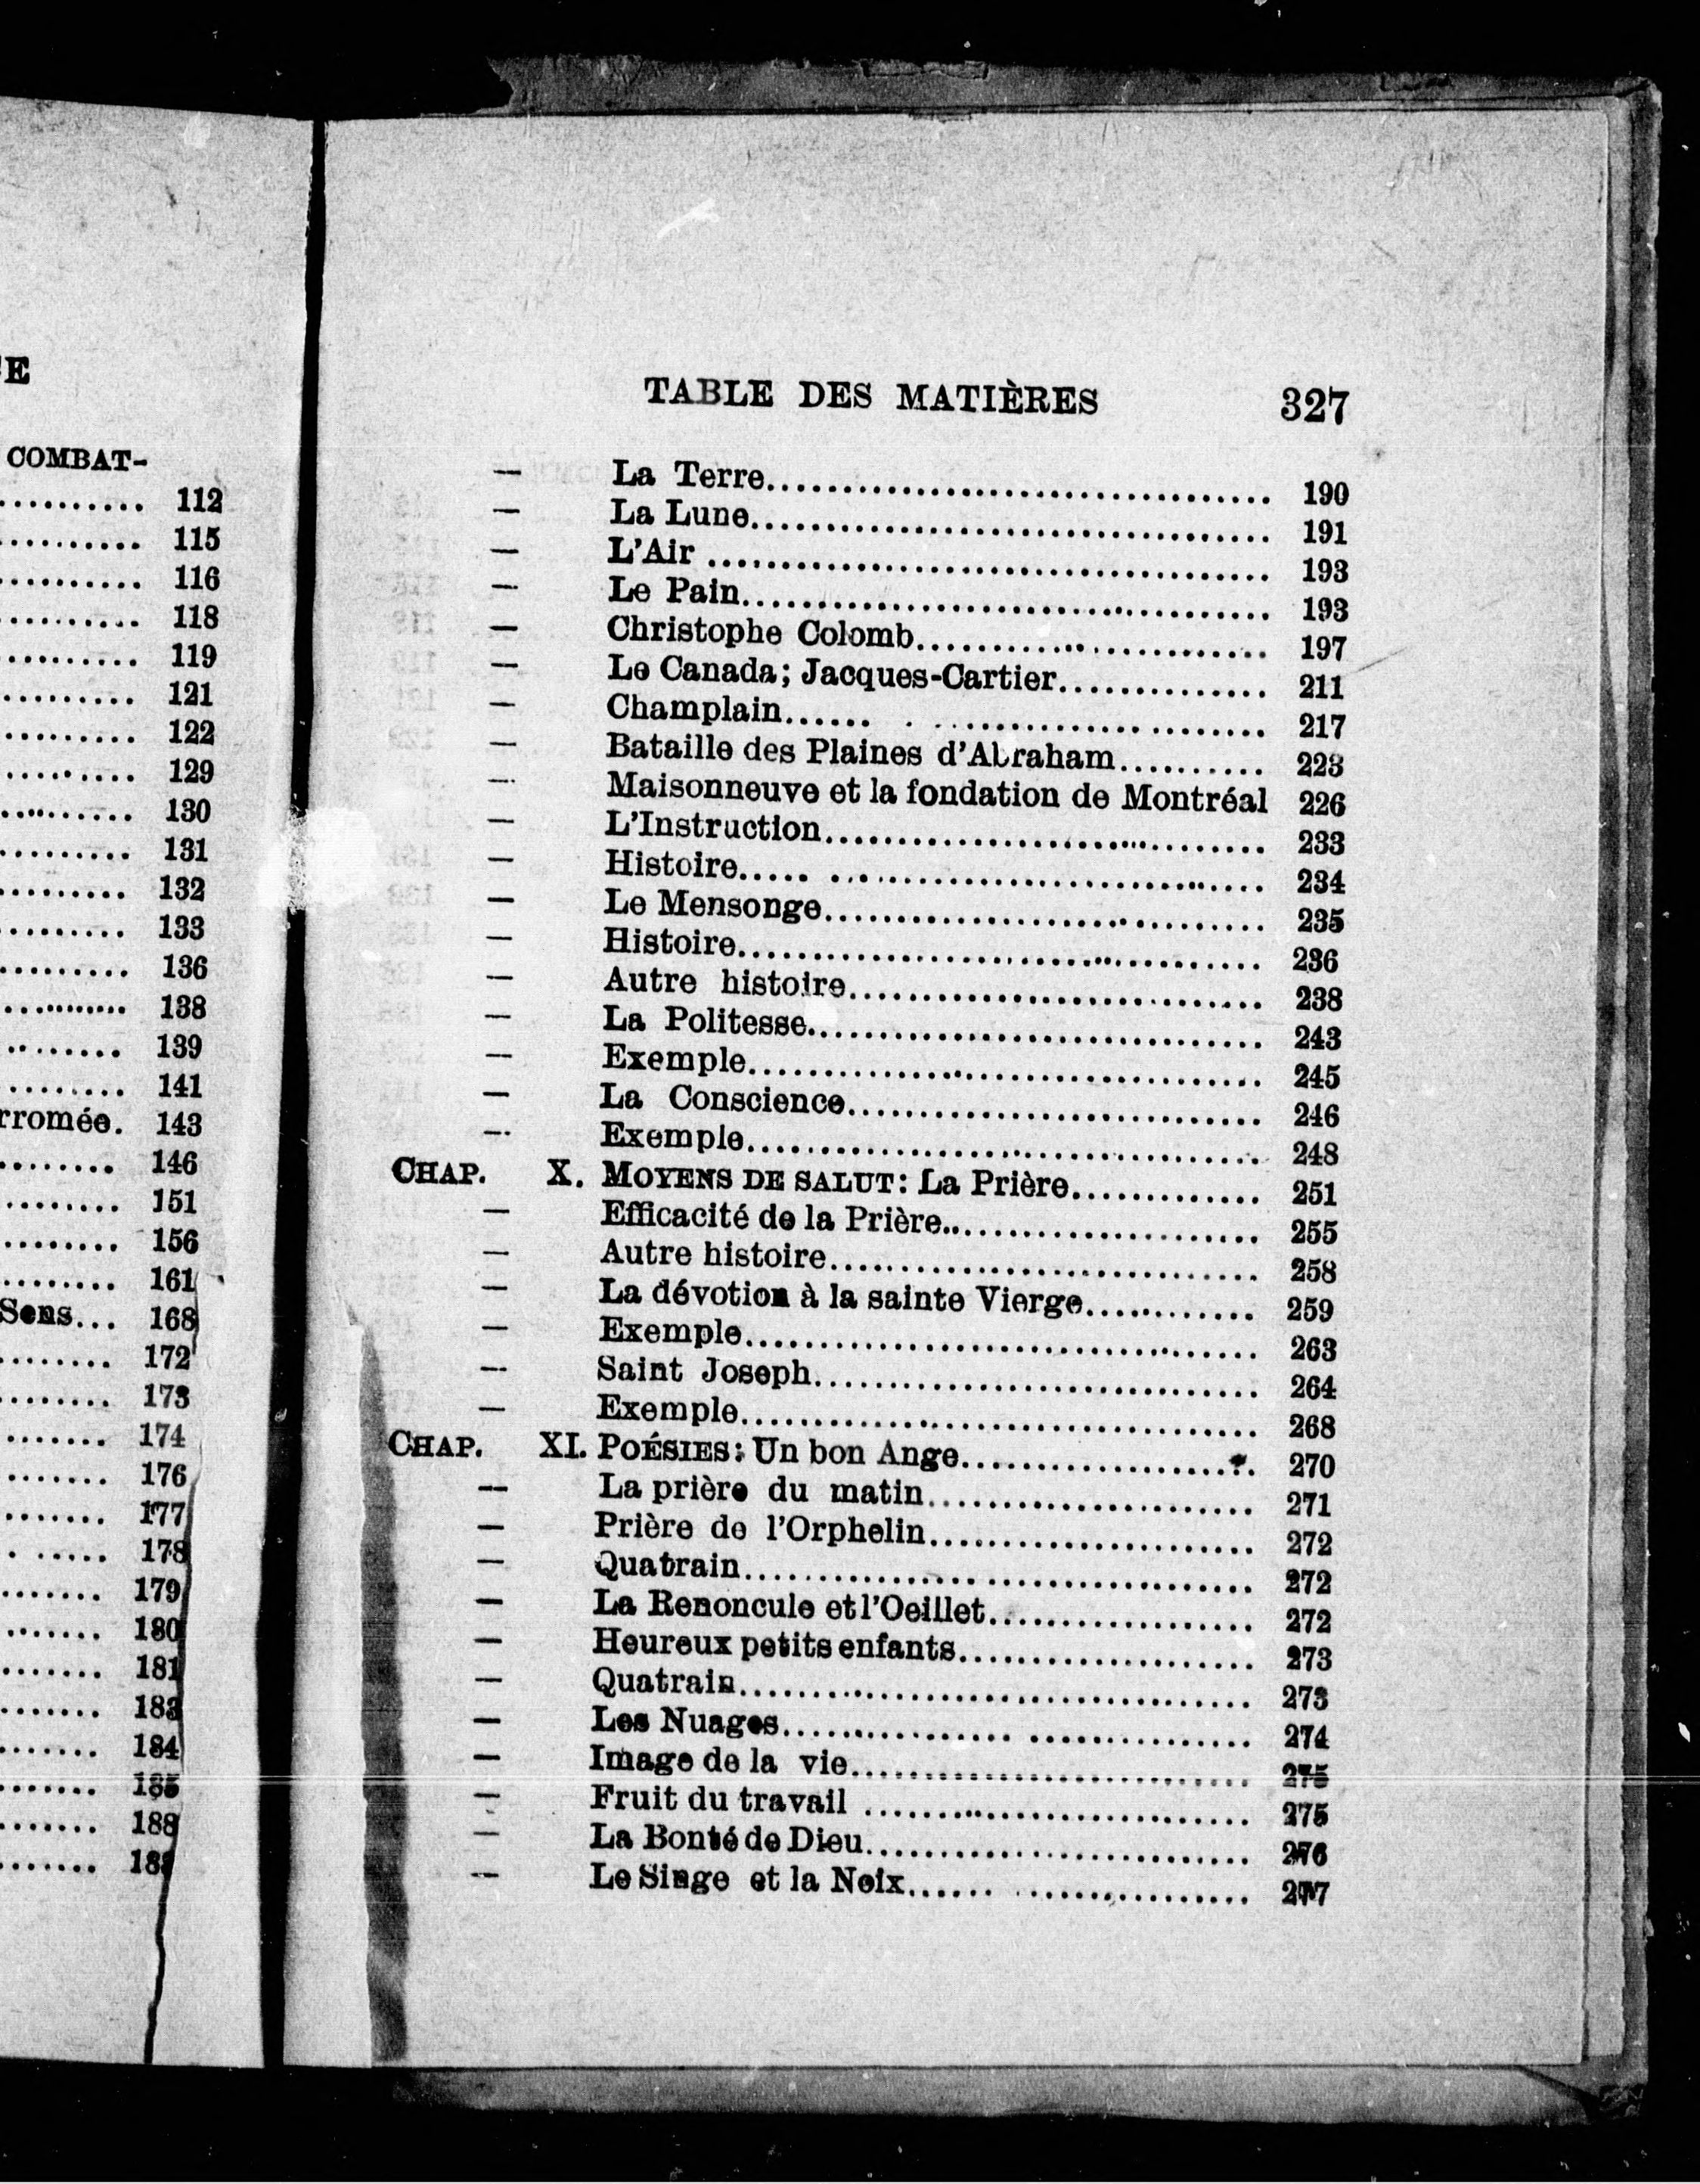 E
COMBAT-
.......... 112
.......... 115
.......... 116
.......... 118
.......... 119
.......... 121
.......... 122
.......... 129
.......... 130
.......... 131
.......... 132
.......... 133
.......... 136
.......... 138
........ 139
........ 141
rromée. 143
........ 146
........ 151
........ 156
........ 161
Sens... 168
........ 172
........ 173
....... 174
....... 176
....... 177
. ..... 178
....... 179
....... 180
....... 181
....... 183
....... 184
....... 185
....... 188
.......
TABLE DES MATIÈRES 327
— La Terre.................................. 190
— La Lune................................... 191
— L'Air ..................................... 193
— Le Pain................................... 193
— Christophe Colomb........................ 197
— Le Canada; Jacques-Cartier.............. 211
— Champlain...... . ...................... 217
— Bataille des Plaines d'Abraham.......... 223
— Maisonneuve et la fondation de Montréal 226
— L'Instruction.............................. 233
— Histoire..... ............................. 234
— Le Mensonge.............................. 235
— Histoire................................... 236
— Autre histoire............................ 238
— La Politesse............................... 243
— Exemple.................................. 245
— La Conscience............................ 246
— Exemple.................................. 248
CHAP. X. MOYENS DE SALUT: La Prière............. 251
— Efficacité de la Prière..................... 255
— Autre histoire............................. 258
— La dévotion à la sainte Vierge............ 259
— Exemple.................................. 263
— Saint Joseph.............................. 264
— Exemple.................................. 268
CHAP. XI. POÉSIES: Un bon Ange.................... 270
— La prière du matin...................... 271
— Prière de l'Orphelin...................... 272
— Quatrain.................................. 272
— La Renoncule et l'Oeillet.................. 272
— Heureux petits enfants.................... 273
— Quatrain.................................. 273
— Les Nuages................ ............... 274
— Image de la vie........................... 275
— Fruit du travail .......................... 275
— La Bonté de Dieu.......................... 276
— Le Singe et la Noix...... ................ 277